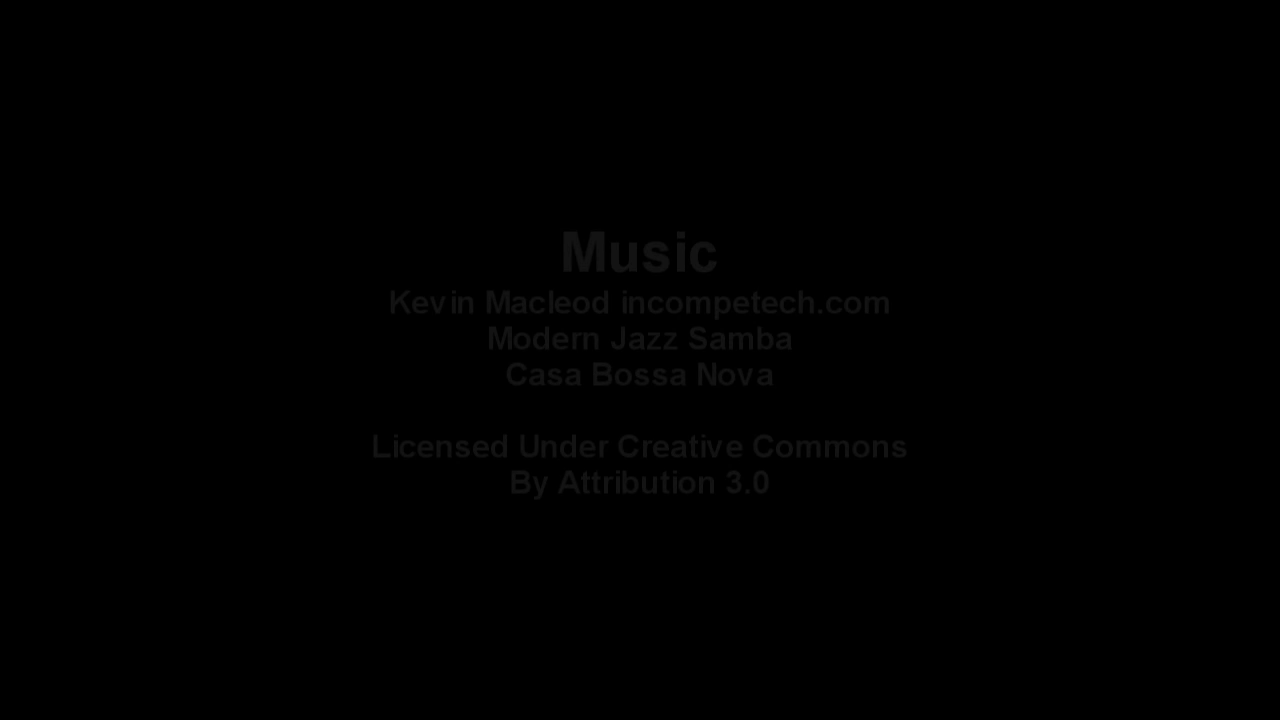 Music
Kevin Macleod incompetech.com
Modern Jazz Samba
Casa Bossa Nova
Licensed Under Creative Commons
By Attribution 3.0